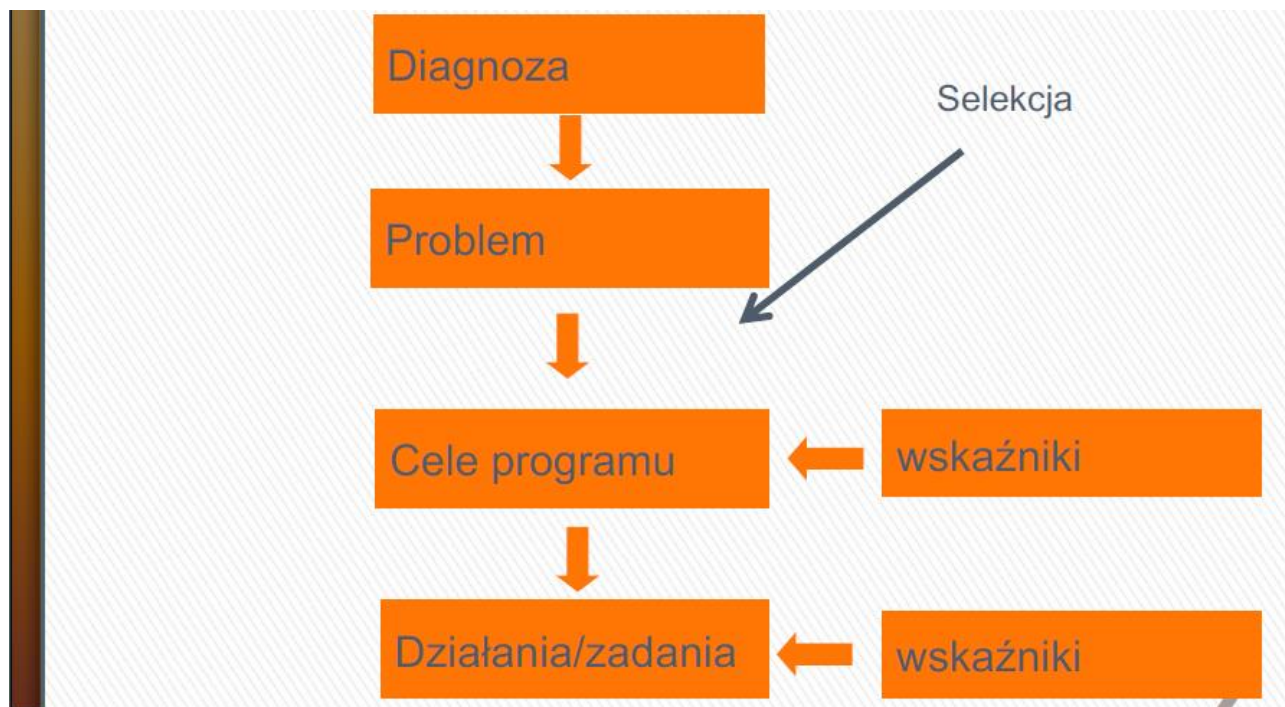 Diagnoza
Selekcja
Problem
Cele programu
wskaźniki
Działania/zadania
wskaźniki